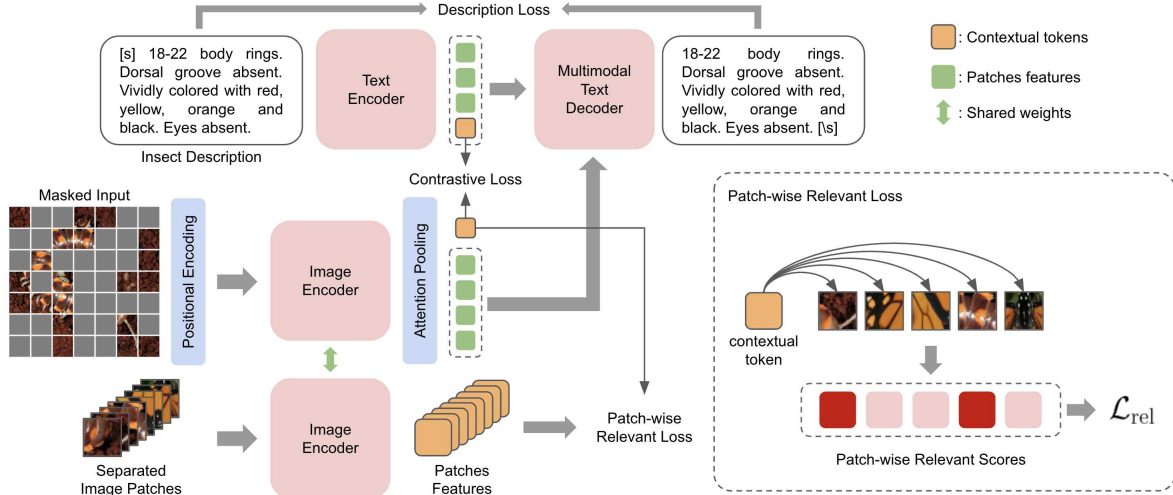 Description Loss
[s] 18-22 body rings.
Dorsal groove absent.
Vividly colored with red,
yellow, orange and
black. Eyes absent.
Insect Description
Text
Encoder
Multimodal
Text
Decoder
18-22 body rings.
Dorsal groove absent.
Vividly colored with red,
yellow, orange and
black. Eyes absent. [\s]
: Contextual tokens
: Patches features
: Shared weights
Contrastive Loss
Masked Input
Positional Encoding
Image
Encoder
Attention Pooling
Image
Encoder
Separated
Image Patches
Patches
Features
Patch-wise
Relevant Loss
Patch-wise Relevant Loss
contextual
token
Patch-wise Relevant Scores
ℒrel